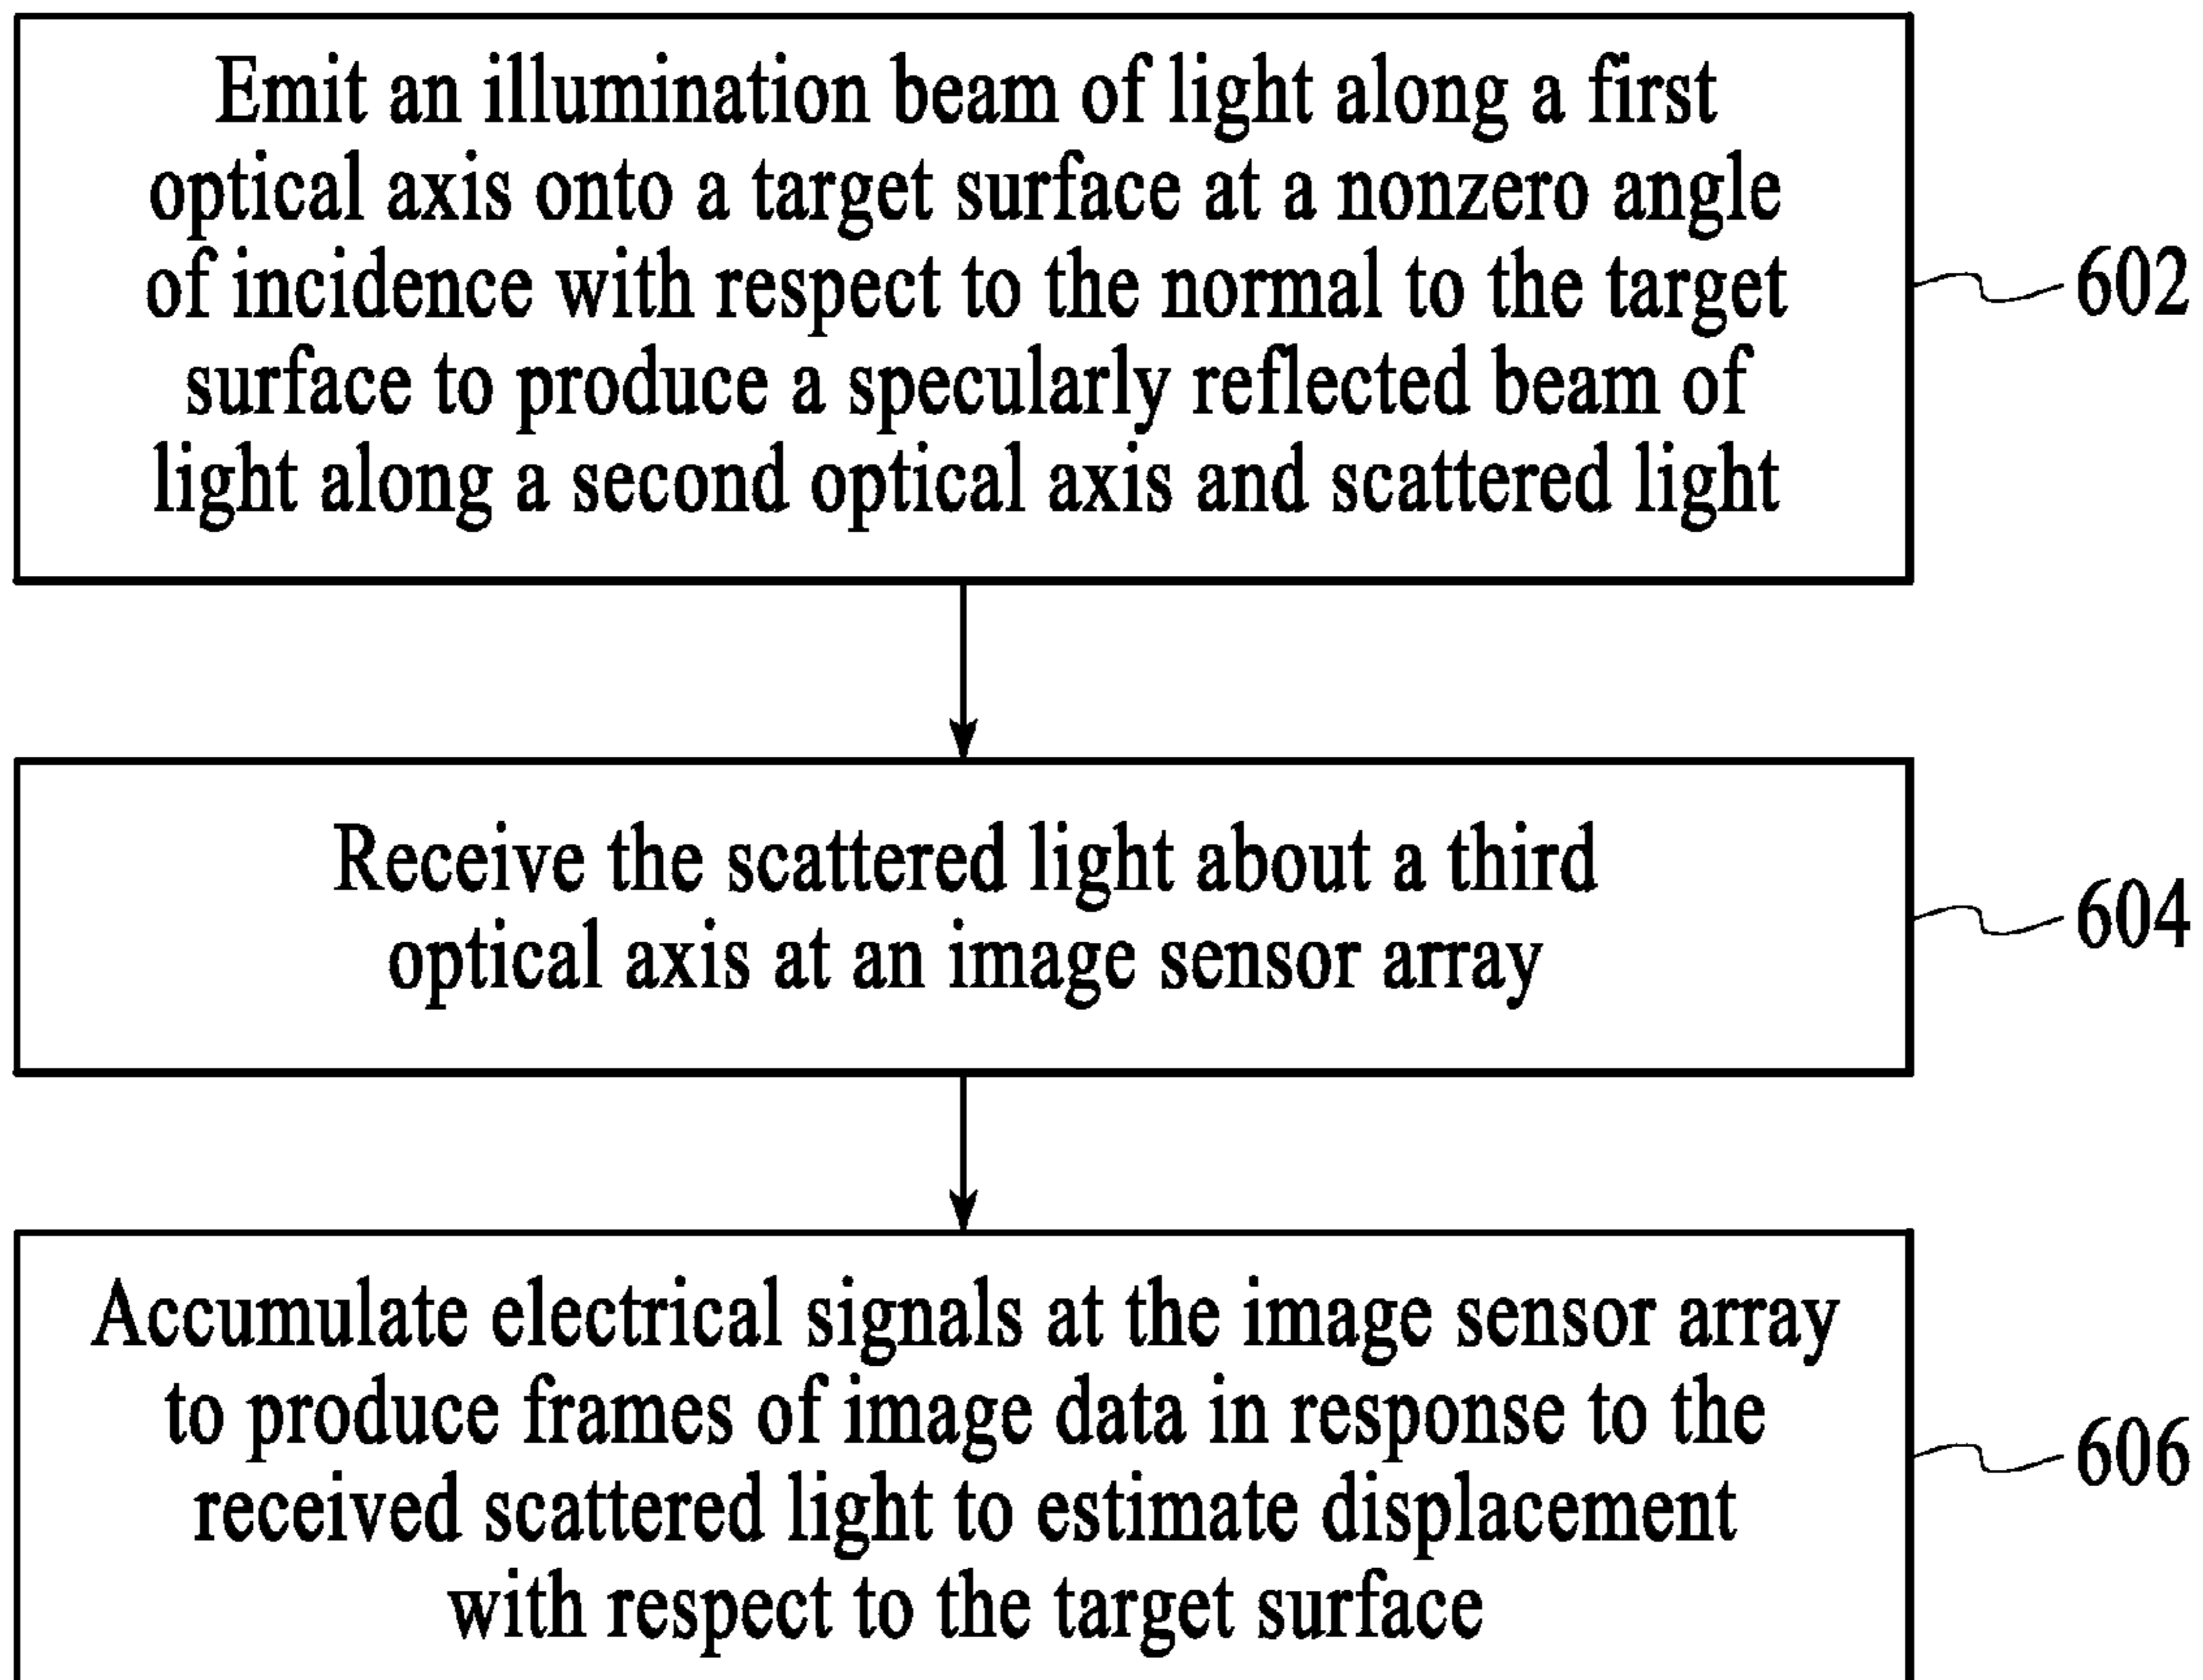 Emit an illumination beam of light along a first
optical axis onto a target surface at a nonzero angle
of incidence with respect to the normal to the target
surface to produce a specularly reflected beam of
light along a second optical axis and scattered light
602
Receive the scattered light about a third
optical axis at an image sensor array
604
Accumulate electrical signals at the image sensor array
to produce frames of image data in response to the
received scattered light to estimate displacement
with respect to the target surface
606